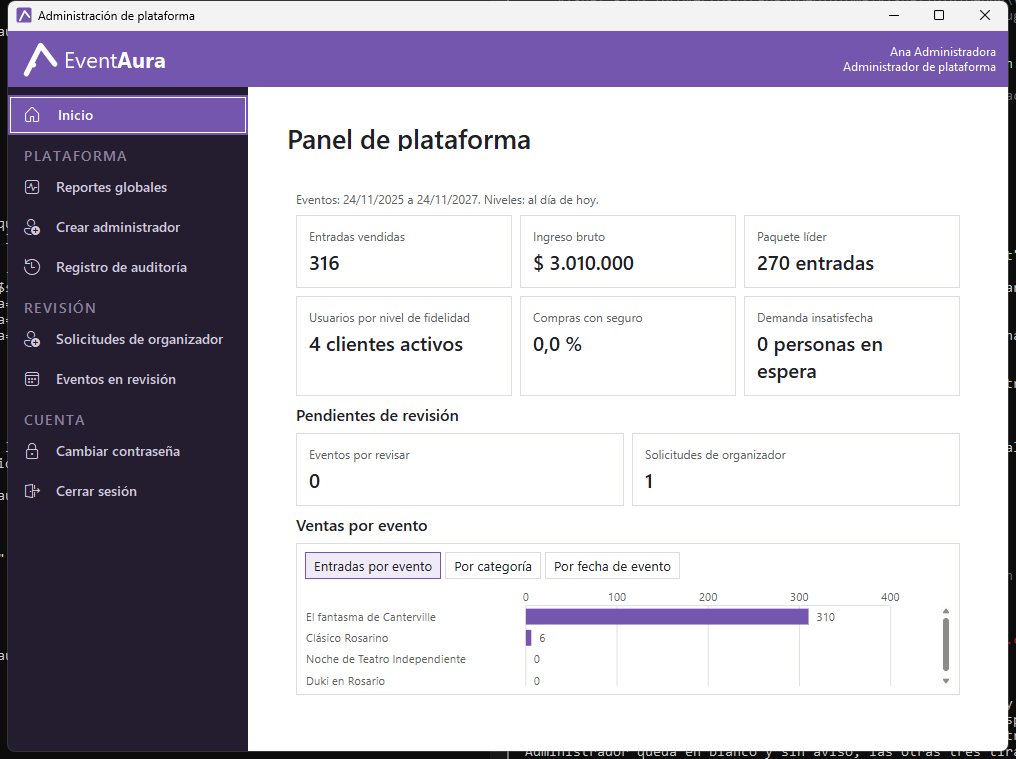 Administración de plataforma
EventAura
Ana Administradora
Administrador de plataforma
Inicio
PLATAFORMA
Reportes globales
Crear administrador
Registro de auditoría
REVISIÓN
Solicitudes de organizador
Eventos en revisión
CUENTA
Cambiar contraseña
Cerrar sesión
Panel de plataforma
Eventos: 24/11/2025 a 24/11/2027. Niveles: al día de hoy.
Entradas vendidas
316
Ingreso bruto
$ 3.010.000
Paquete líder
270 entradas
Usuarios por nivel de fidelidad
4 clientes activos
Compras con seguro
0,0 %
Demanda insatisfecha
0 personas en
espera
Pendientes de revisión
Eventos por revisar
0
Solicitudes de organizador
1
Ventas por evento
Entradas por evento
Por categoría
Por fecha de evento
0 100 200 300 400
El fantasma de Canterville 310
Clásico Rosarino 6
Noche de Teatro Independiente 0
Duki en Rosario 0